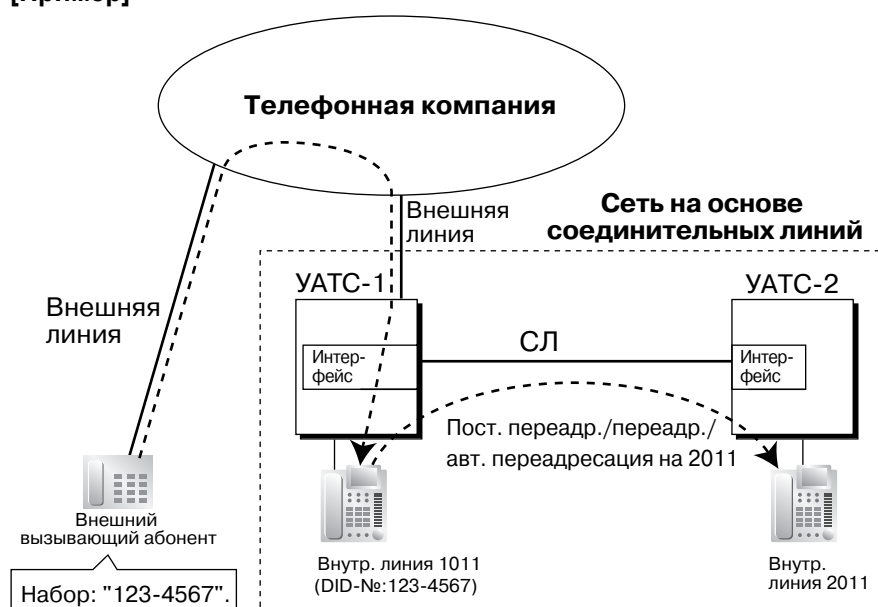 [Пример]
Телефонная компания
Внешняя
линия
Сеть на основе
соединительных линий
УАТС-1
УАТС-2
Внешняя
линия
СЛ
Интер-
фейс
Интер-
фейс
Пост. переадр./переадр./
авт. переадресация на 2011
Внешний
вызывающий абонент
Внутр. линия 1011
(DID-№:123-4567)
Внутр.
линия 2011
Набор: "123-4567".